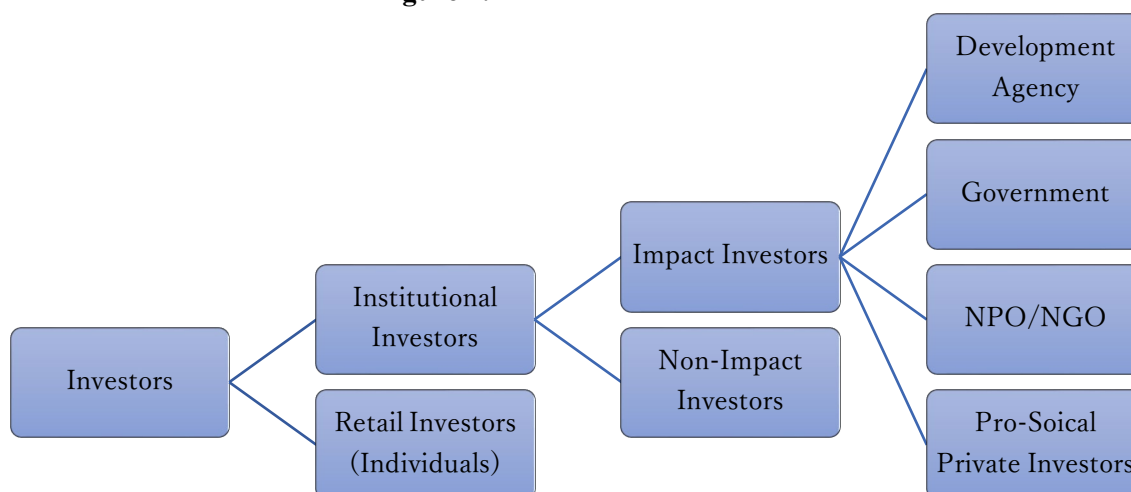 Development
Agency
Government
Impact Investors
Institutional
Investors
NPO/NGO
Investors
Non-Impact
Investors
Retail Investors
(Individuals)
Pro-Soical
Private Investors